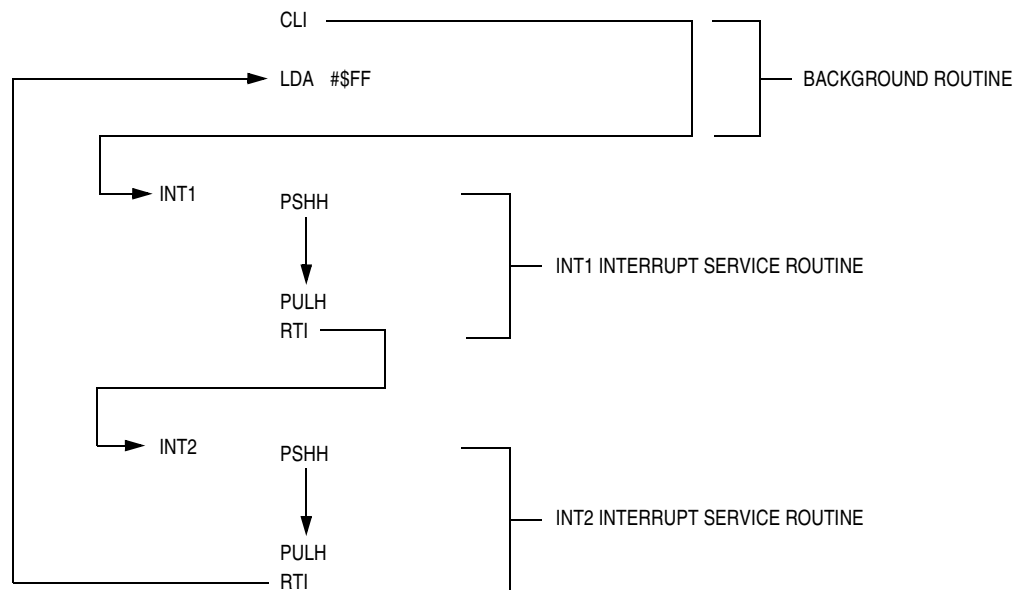 CLI
LDA #$FF
BACKGROUND ROUTINE
INT1
PSHH
INT1 INTERRUPT SERVICE ROUTINE
PULH
RTI
INT2
PSHH
INT2 INTERRUPT SERVICE ROUTINE
PULH
RTI